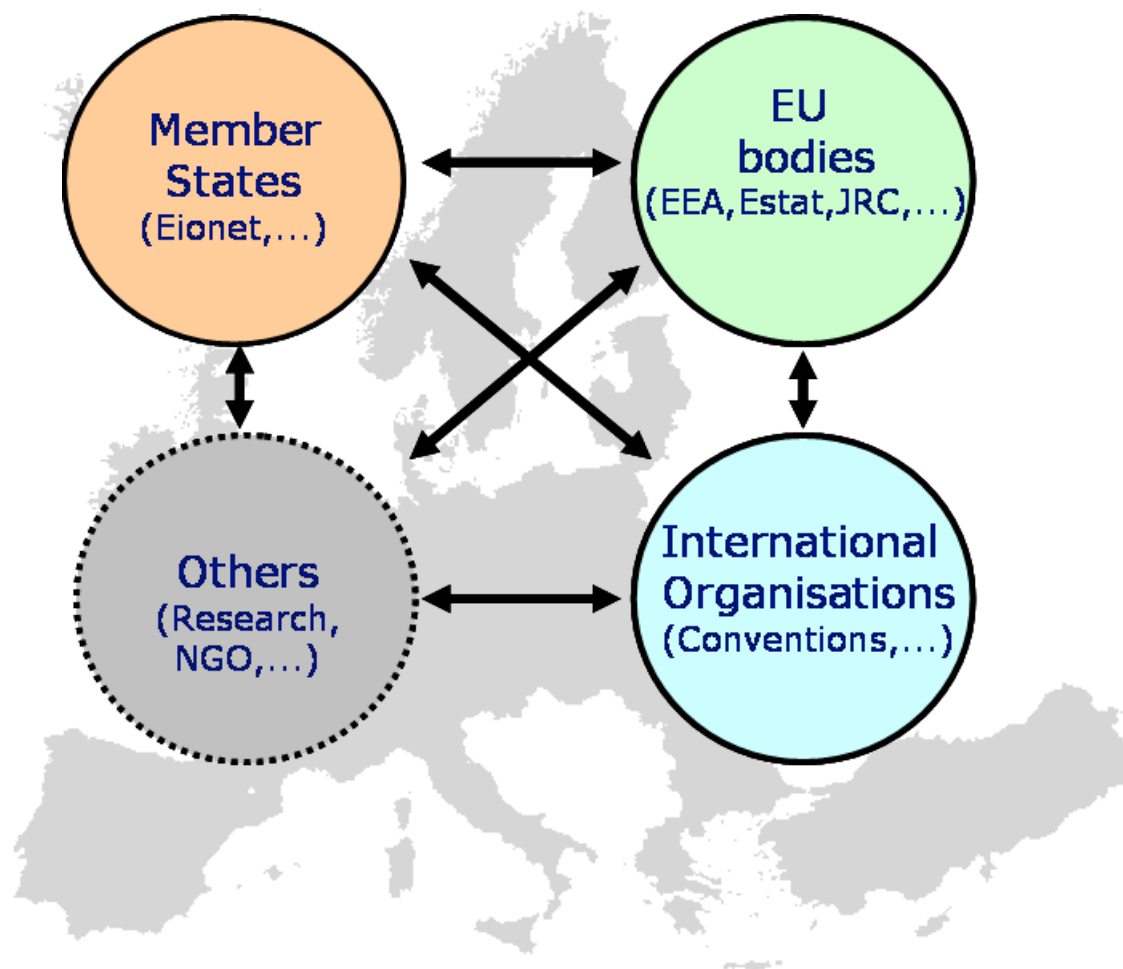 Member
States
(Eionet,...)
EU
bodies
(EEA,Estat,JRC,...)
Others
(Research,
NGO,...)
International
Organisations
(Conventions,...)